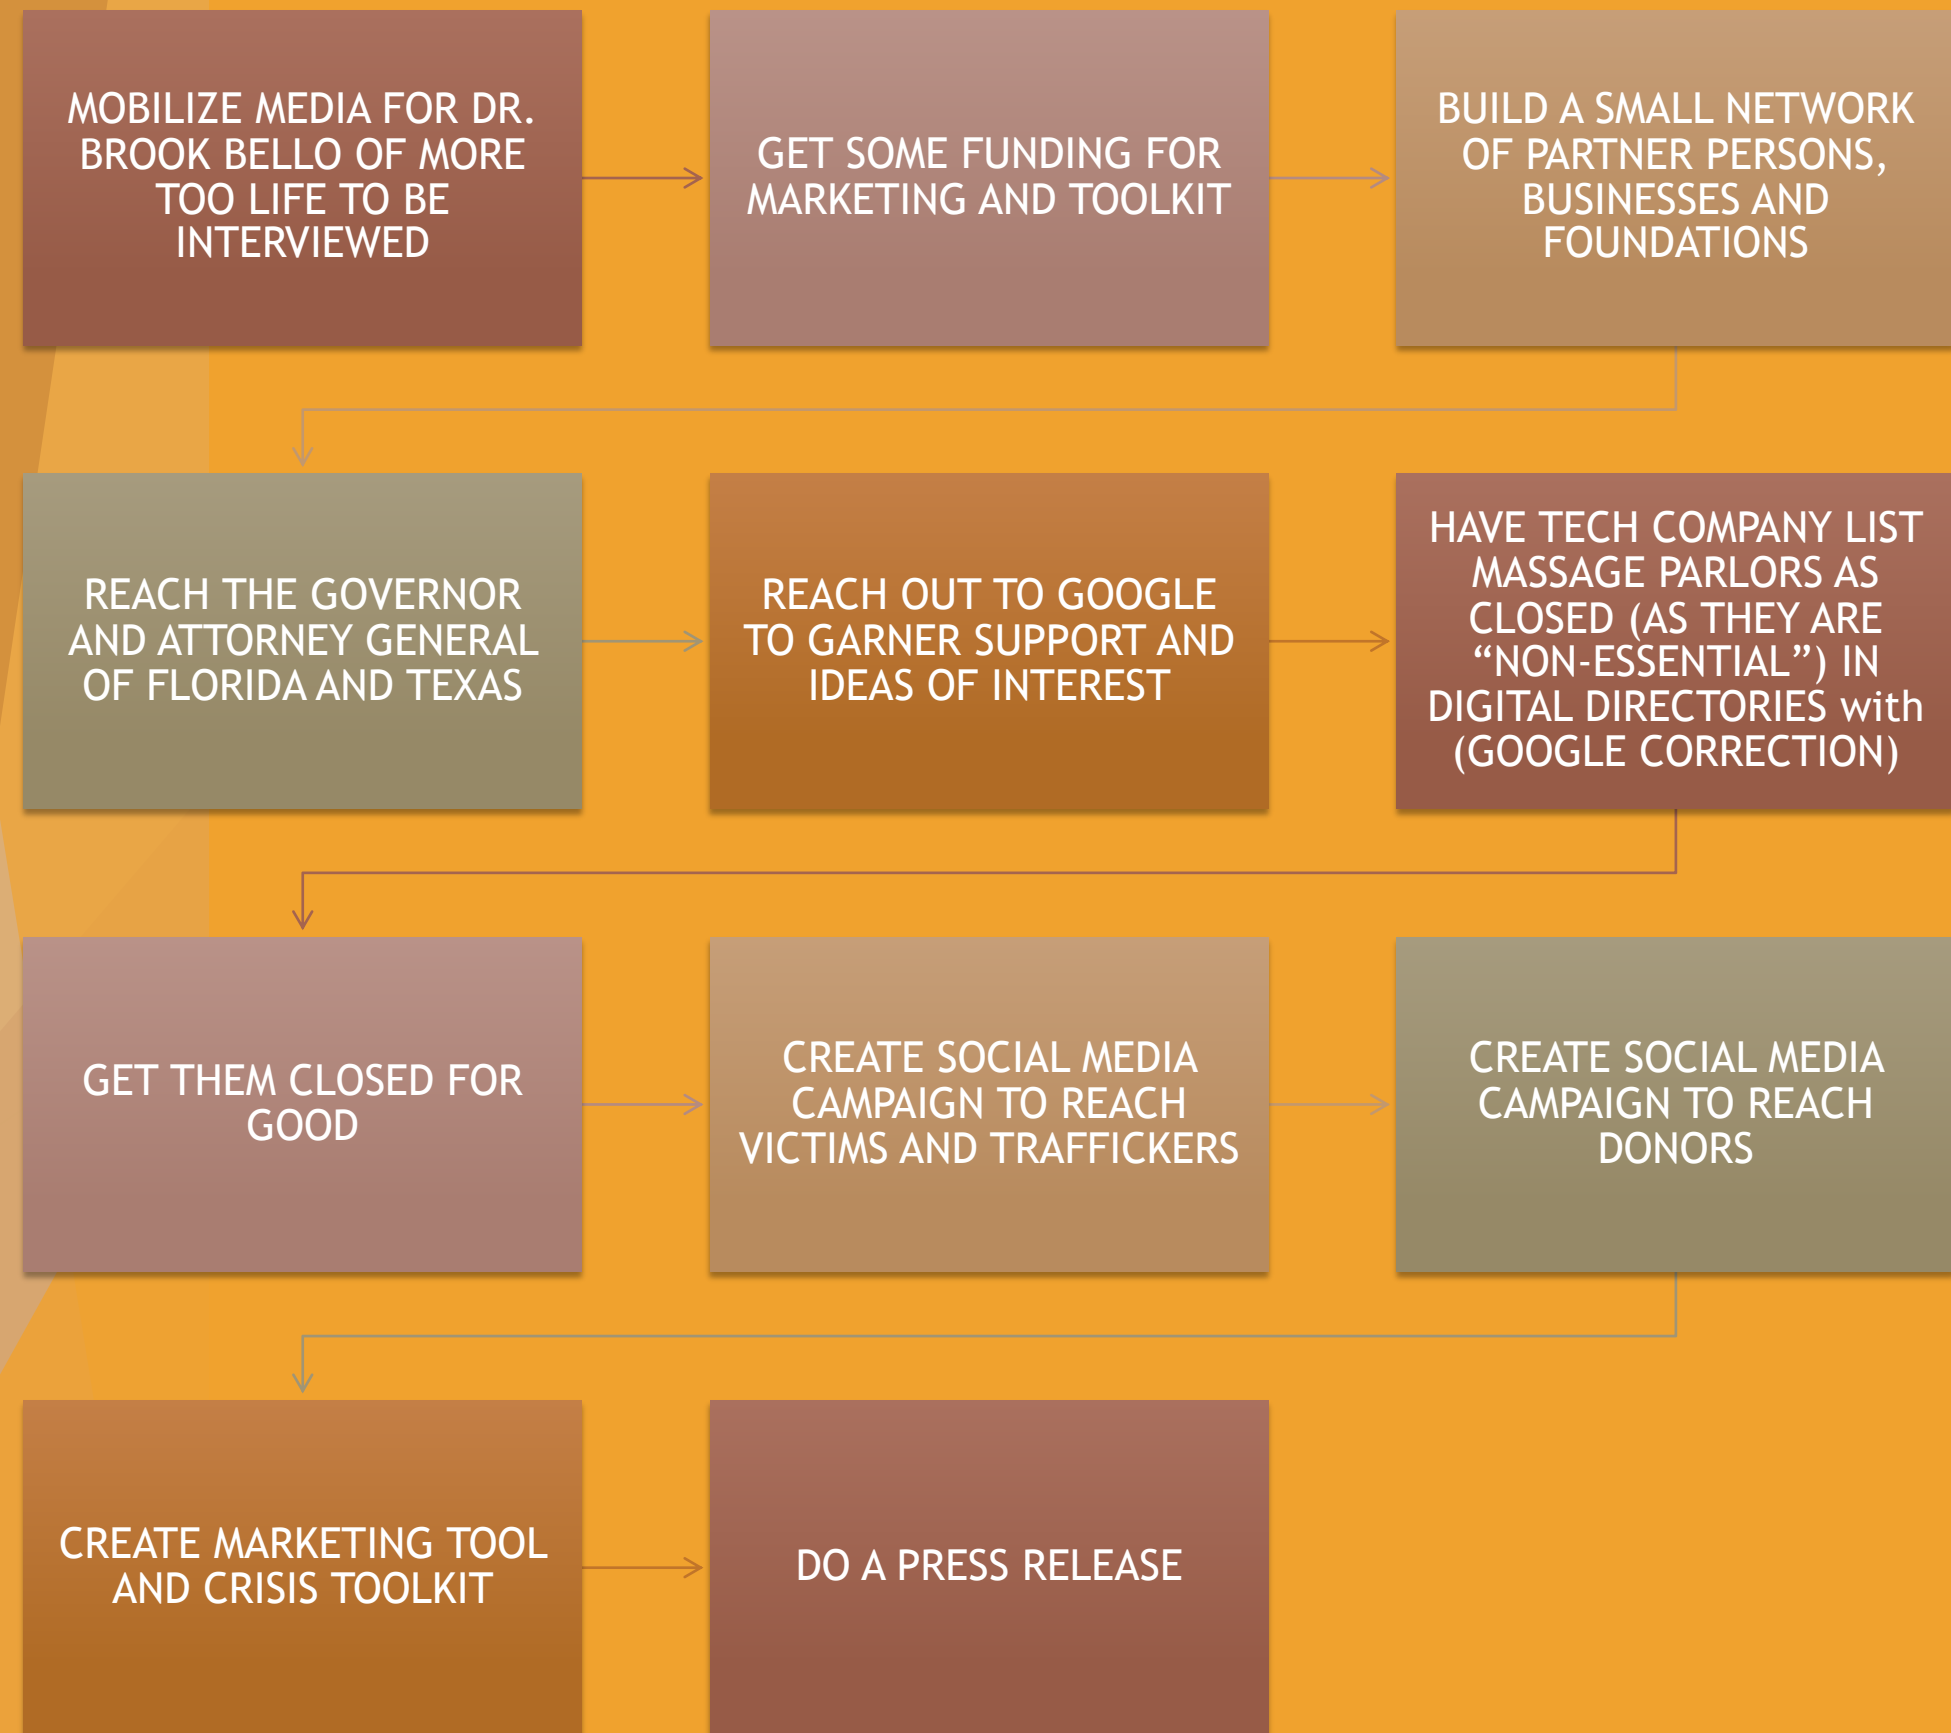 MOBILIZE MEDIA FOR DR.
BROOK BELLO OF MORE
TOO LIFE TO BE
INTERVIEWED
GET SOME FUNDING FOR
MARKETING AND TOOLKIT
BUILD A SMALL NETWORK
OF PARTNER PERSONS,
BUSINESSES AND
FOUNDATIONS
REACH THE GOVERNOR
AND ATTORNEY GENERAL
OF FLORIDA AND TEXAS
REACH OUT TO GOOGLE
TO GARNER SUPPORT AND
IDEAS OF INTEREST
HAVE TECH COMPANY LIST
MASSAGE PARLORS AS
CLOSED (AS THEY ARE
“NON-ESSENTIAL”) IN
DIGITAL DIRECTORIES with
(GOOGLE CORRECTION)
GET THEM CLOSED FOR
GOOD
CREATE SOCIAL MEDIA
CAMPAIGN TO REACH
VICTIMS AND TRAFFICKERS
CREATE SOCIAL MEDIA
CAMPAIGN TO REACH
DONORS
CREATE MARKETING TOOL
AND CRISIS TOOLKIT
DO A PRESS RELEASE